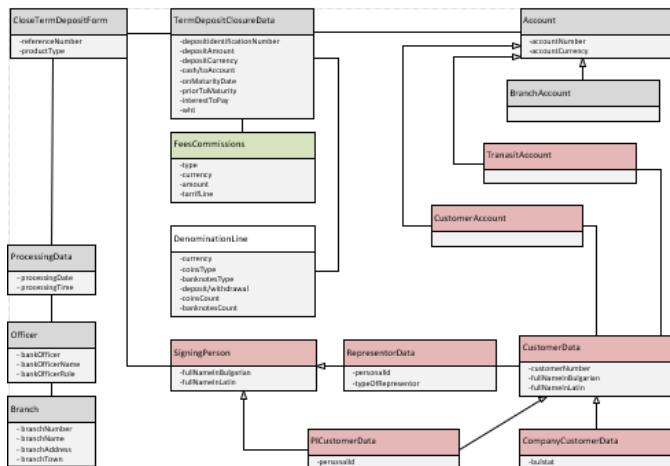 CloseTermDepositForm
-referenceNumber
-productType
TermDepositClosureData
-depositIdentificationNumber
-depositAmount
-depositCurrency
-cash/toAccount
-onMaturityDate
-priorToMaturity
-interestToPay
-wht
Account
-accountNumber
-accountCurrency
BranchAccount
FeesCommissions
-type
-currency
-amount
-tarrifLine
TranasitAccount
CustomerAccount
DenominationLine
-currency
-coinsType
-banknotesType
-deposit/withdrawal
-coinsCount
-banknotesCount
ProcessingData
- processingDate
- processingTime
Officer
- bankOfficer
- bankOfficerName
- bankOfficerRole
SigningPerson
-fullNameInBulgarian
-fullNameInLatin
RepresentorData
-personalId
-typeOfRepresentor
CustomerData
-customerNumber
-fullNameInBulgarian
-fullNameInLatin
Branch
- branchNumber
- branchName
- branchAddress
- branchTown
PICustomerData
-personalId
CompanyCustomerData
-bulstat